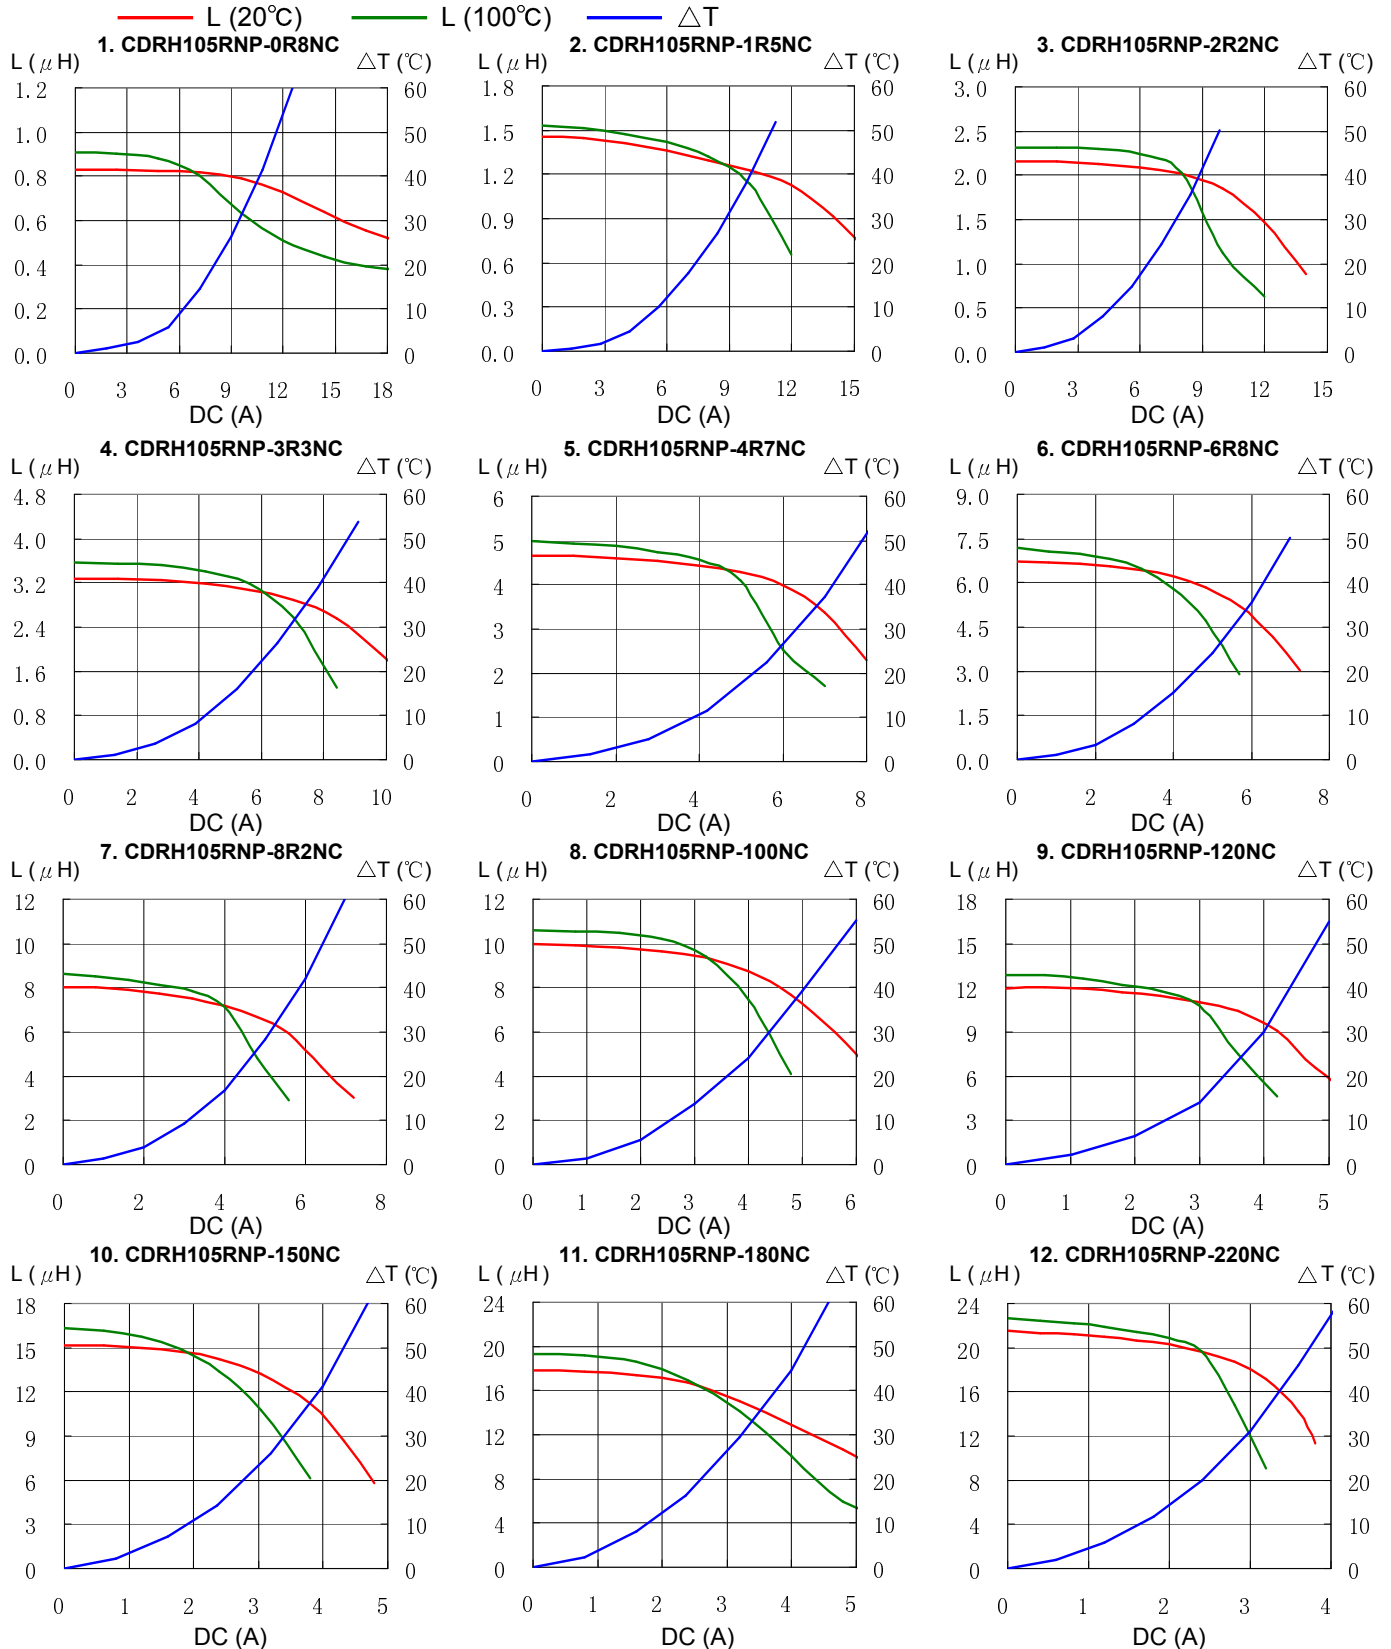 L (20℃) L (100℃) △T
1. CDRH105RNP-0R8NC 2. CDRH105RNP-1R5NC 3. CDRH105RNP-2R2NC
L (μH) △T (℃) L (μH) △T (℃) L (μH) △T (℃)
1.2 60 1.8 60 3.0 60
1.0 50 1.5 50 2.5 50
0.8 40 1.2 40 2.0 40
0.6 30 0.9 30 1.5 30
0.4 20 0.6 20 1.0 20
0.2 10 0.3 10 0.5 10
0.0 0 0.0 0 0.0 0
0 3 6 9 12 15 18 0 3 6 9 12 15 0 3 6 9 12 15
DC (A) DC (A) DC (A)
4. CDRH105RNP-3R3NC 5. CDRH105RNP-4R7NC 6. CDRH105RNP-6R8NC
L (μH) △T (℃) L (μH) △T (℃) L (μH) △T (℃)
4.8 60 6 60 9.0 60
4.0 50 5 50 7.5 50
3.2 40 4 40 6.0 40
2.4 30 3 30 4.5 30
1.6 20 2 20 3.0 20
0.8 10 1 10 1.5 10
0.0 0 0 0 0.0 0
0 2 4 6 8 10 0 2 4 6 8 0 2 4 6 8
DC (A) DC (A) DC (A)
7. CDRH105RNP-8R2NC 8. CDRH105RNP-100NC 9. CDRH105RNP-120NC
L (μH) △T (℃) L (μH) △T (℃) L (μH) △T (℃)
12 60 12 60 18 60
10 50 10 50 15 50
8 40 8 40 12 40
6 30 6 30 9 30
4 20 4 20 6 20
2 10 2 10 3 10
0 0 0 0 0 0
0 2 4 6 8 0 1 2 3 4 5 6 0 1 2 3 4 5
DC (A) DC (A) DC (A)
10. CDRH105RNP-150NC 11. CDRH105RNP-180NC 12. CDRH105RNP-220NC
L (μH) △T (℃) L (μH) △T (℃) L (μH) △T (℃)
18 60 24 60 24 60
15 50 20 50 20 50
12 40 16 40 16 40
9 30 12 30 12 30
6 20 8 20 8 20
3 10 4 10 4 10
0 0 0 0 0 0
0 1 2 3 4 5 0 1 2 3 4 5 0 1 2 3 4
DC (A) DC (A) DC (A)